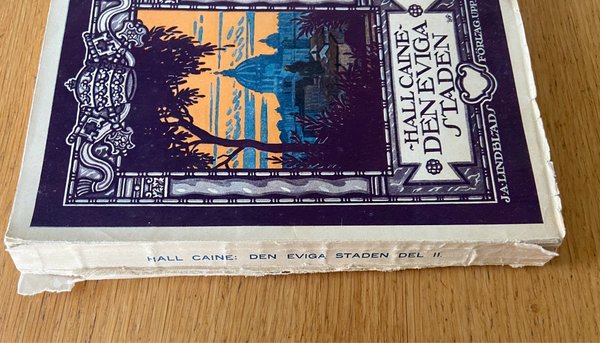 -HALL CAINE-
DEN EVIGA
STADEN
J.A.LINDBLADS
FÖRLAG UPP
HALL CAINE: DEN EVIGA STADEN DEL II.